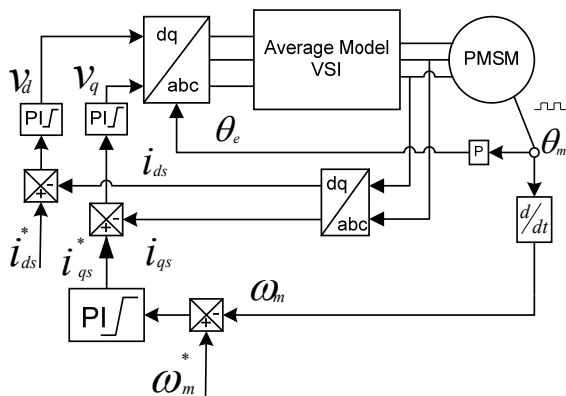 dq
abc
Average Model
VSI
PMSM
v_d
v_q
PI
PI
θ_e
P
θ_m
i_ds
dq
abc
d/dt
+ -
+ -
i*_ds
i*_qs
i_qs
PI
ω_m
+ -
ω*_m